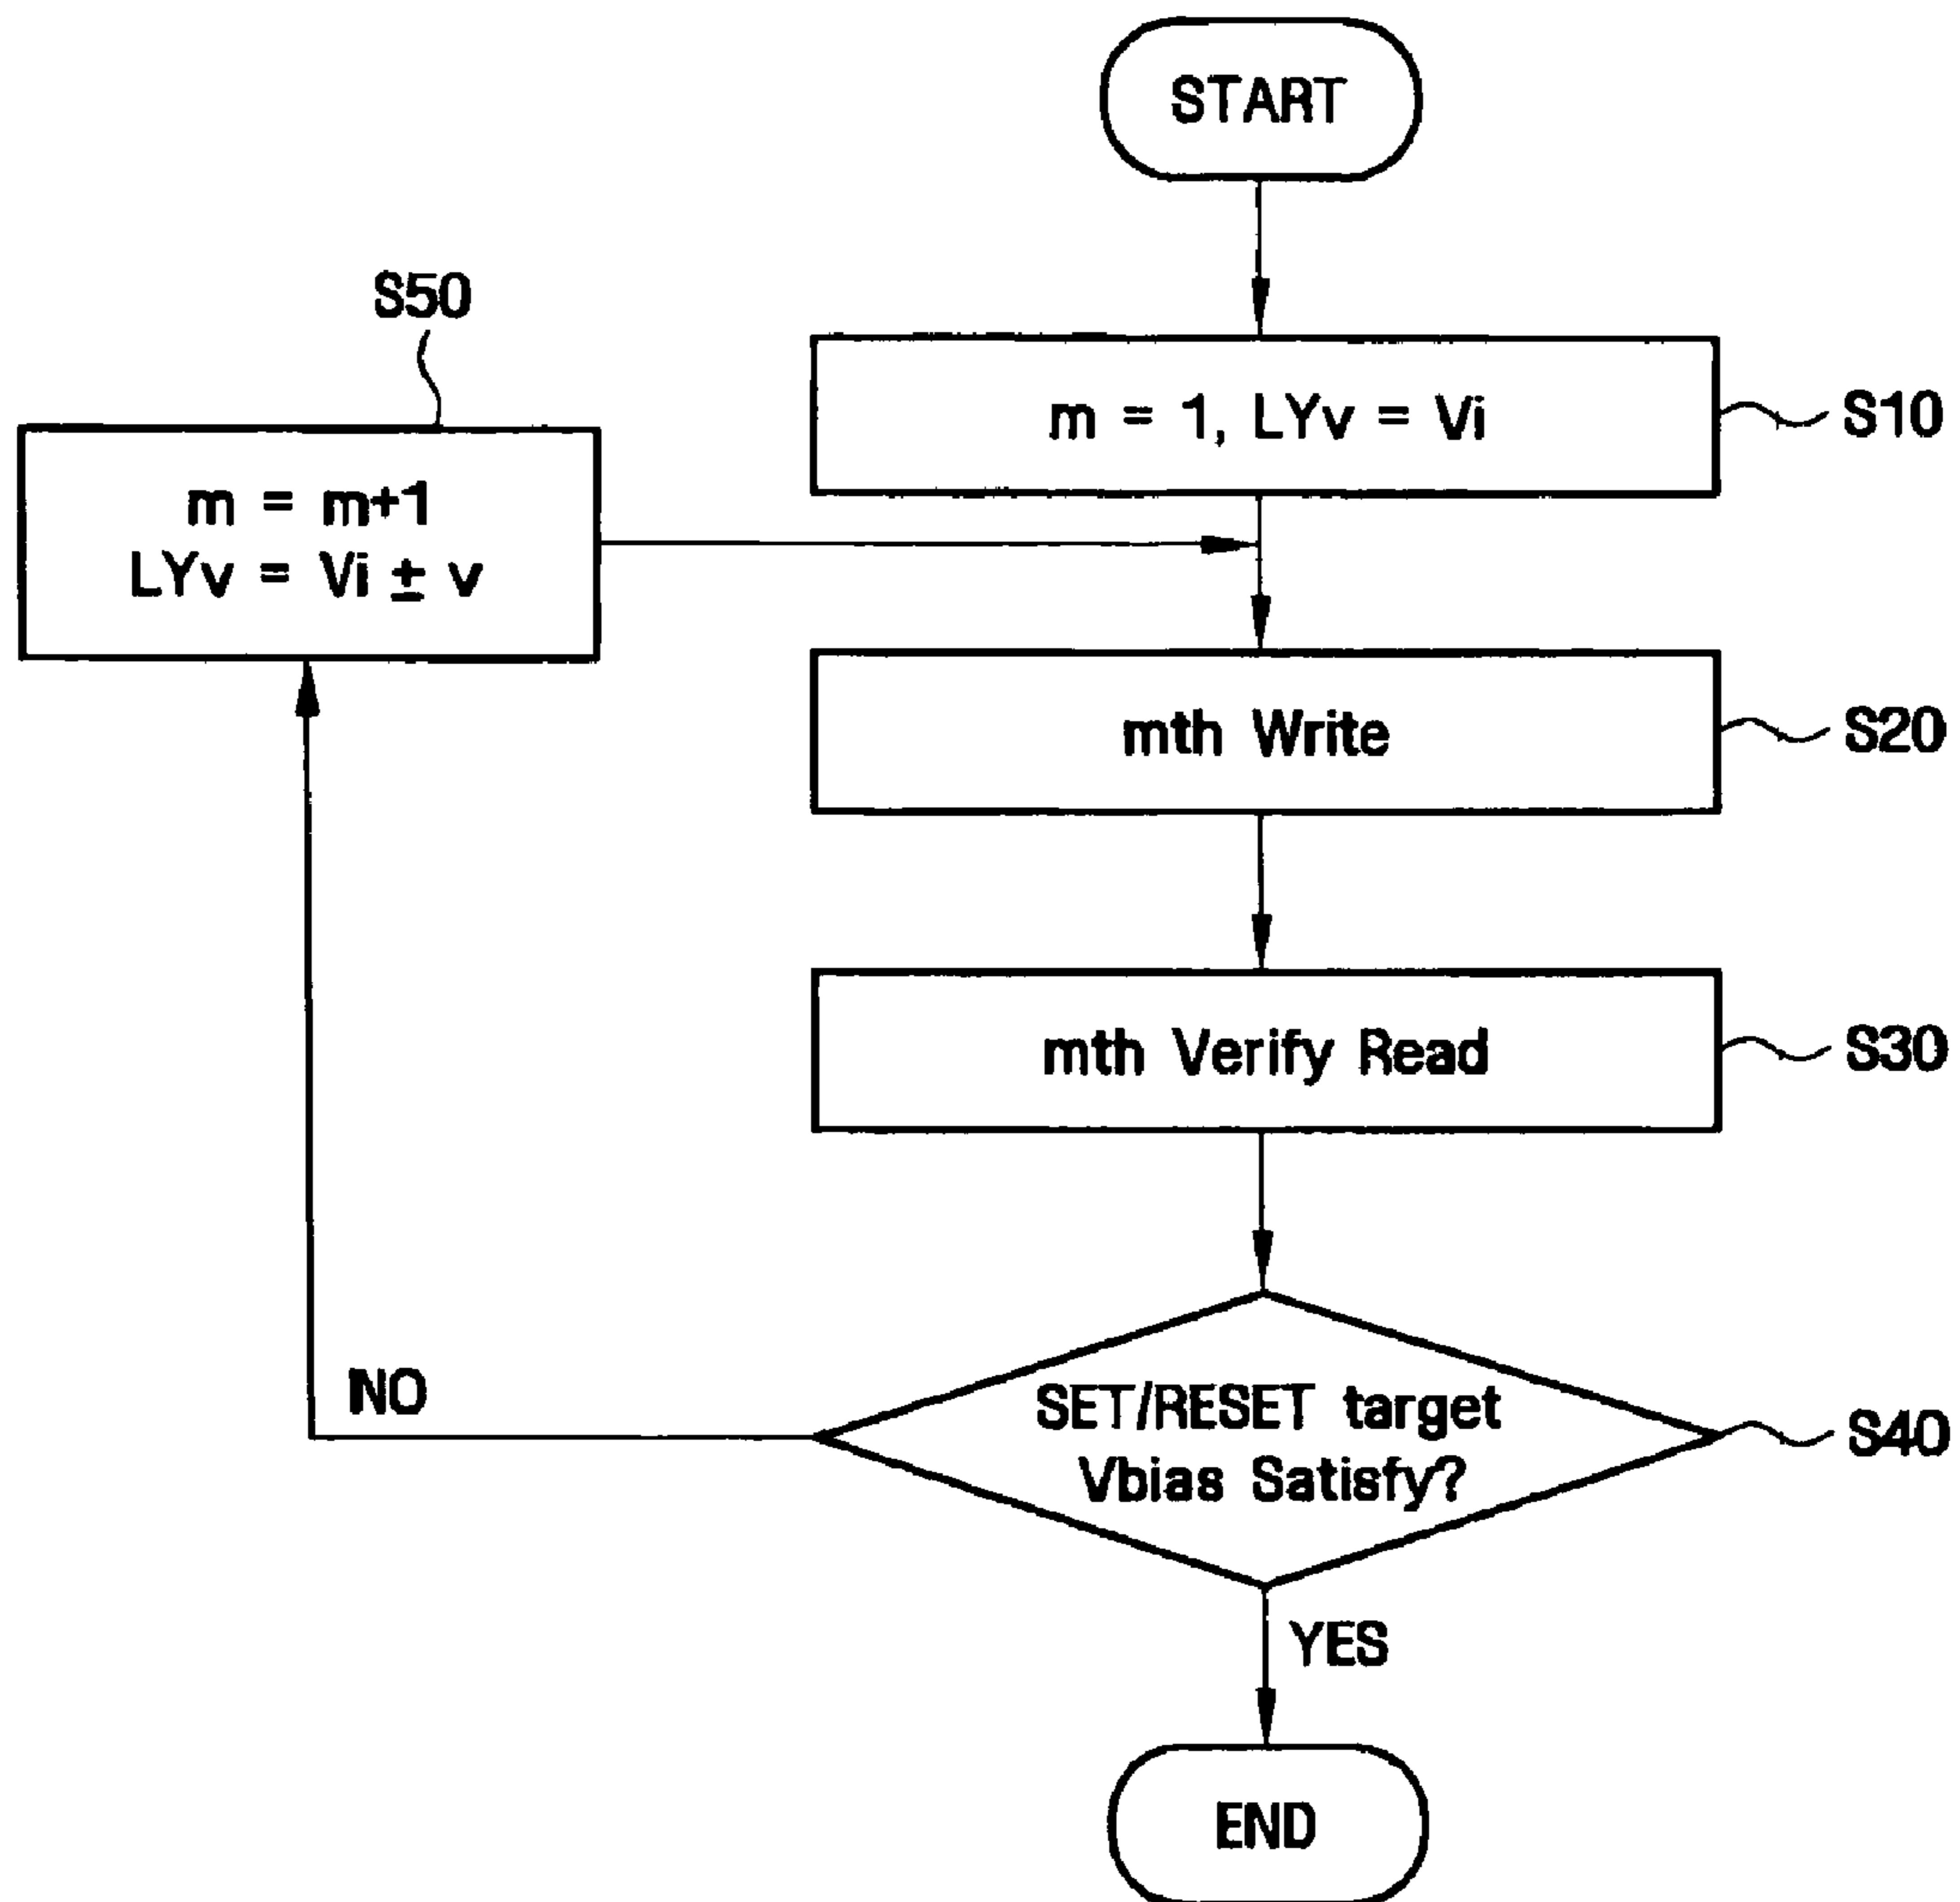 START
S50
m = 1, LYv = Vi
S10
m = m+1
LYv = Vi ± v
mth Write
S20
mth Verify Read
S30
NO
SET/RESET target
Vbias Satisfy?
S40
YES
END